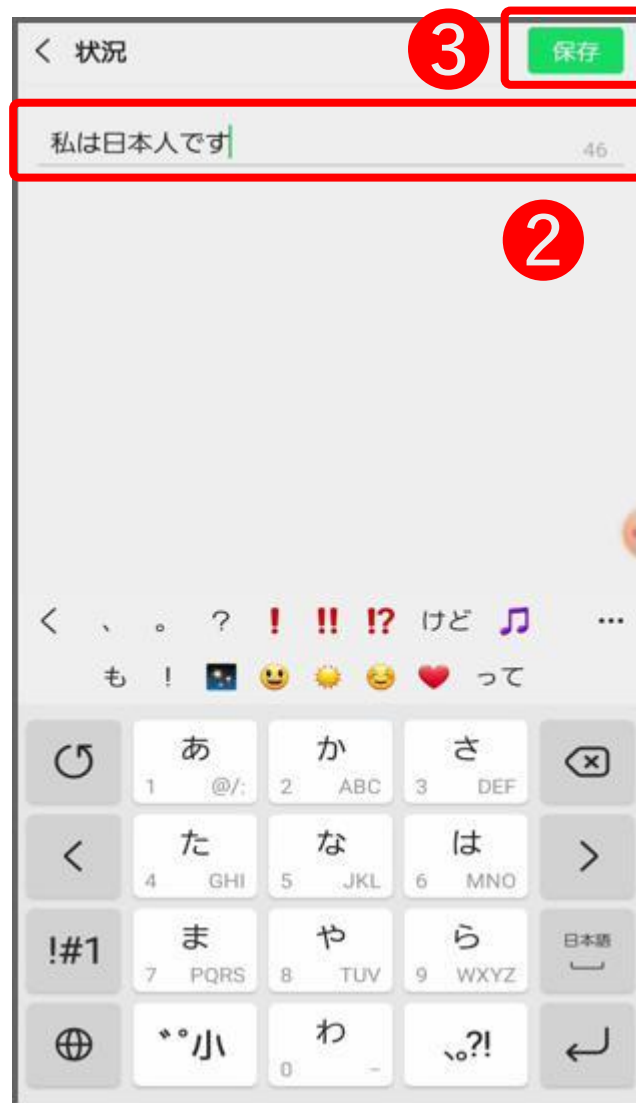 < 状況 ❸ 保存
私は日本人です 46
❷
< 、 。 ? ❗ ‼️ ⁉️ けど 🎵 …
も ! 🌃 😃 ☀️ 😊 ❤️ って
あ か さ
1 @/: 2 ABC 3 DEF
< た な は >
4 GHI 5 JKL 6 MNO
!#1 ま や ら 日本語
7 PQRS 8 TUV 9 WXYZ
゛゜小 わ 、。?!
0 -